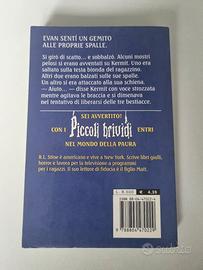 EVAN SENTÌ UN GEMITO
ALLE PROPRIE SPALLE.
Si girò di scatto... e sobbalzò. Alcuni mostri
pelosi si erano avventati su Kermit. Uno era
saltato sulla testa bionda del ragazzino.
Altri due erano balzati sulle sue spalle.
Un altro si era attaccato alla sua schiena.
— Aiuto... — disse Kermit con voce strozzata
mentre agitava le braccia e si dimenava
nel tentativo di liberarsi delle tre bestiacce.
SEI AVVERTITO!
CON I Piccoli brividi ENTRI
NEL MONDO DELLA PAURA
R.L. Stine è americano e vive a New York. Scrive libri gialli,
horror e lavora per la televisione a programmi
per i ragazzi. Il suo lettore di fiducia è il figlio Matt.
subito